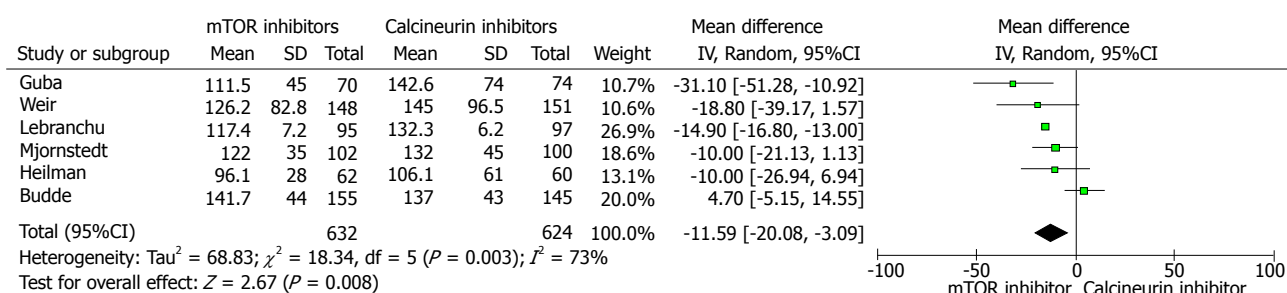 mTOR inhibitors Calcineurin inhibitors Mean difference Mean difference
Study or subgroup Mean SD Total Mean SD Total Weight IV, Random, 95%CI IV, Random, 95%CI
Guba 111.5 45 70 142.6 74 74 10.7% -31.10 [-51.28, -10.92]
Weir 126.2 82.8 148 145 96.5 151 10.6% -18.80 [-39.17, 1.57]
Lebranchu 117.4 7.2 95 132.3 6.2 97 26.9% -14.90 [-16.80, -13.00]
Mjornstedt 122 35 102 132 45 100 18.6% -10.00 [-21.13, 1.13]
Heilman 96.1 28 62 106.1 61 60 13.1% -10.00 [-26.94, 6.94]
Budde 141.7 44 155 137 43 145 20.0% 4.70 [-5.15, 14.55]
Total (95%CI) 632 624 100.0% -11.59 [-20.08, -3.09]
Heterogeneity: Tau² = 68.83; χ² = 18.34, df = 5 (P = 0.003); I² = 73%
Test for overall effect: Z = 2.67 (P = 0.008)
-100 -50 0 50 100
mTOR inhibitor Calcineurin inhibitor